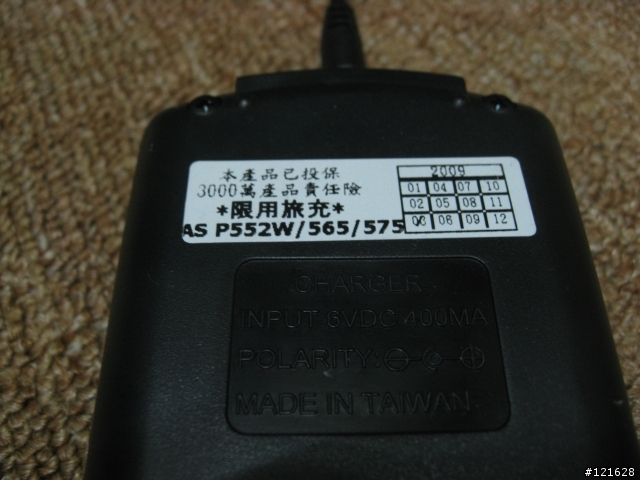 本產品已投保
3000萬產品責任險
*限用旅充*
AS P552W/565/575
2009
01 04 07 10
02 05 08 11
03 06 09 12
CHARGER
INPUT:6VDC 400MA
POLARITY:
MADE IN TAIWAN
#121628